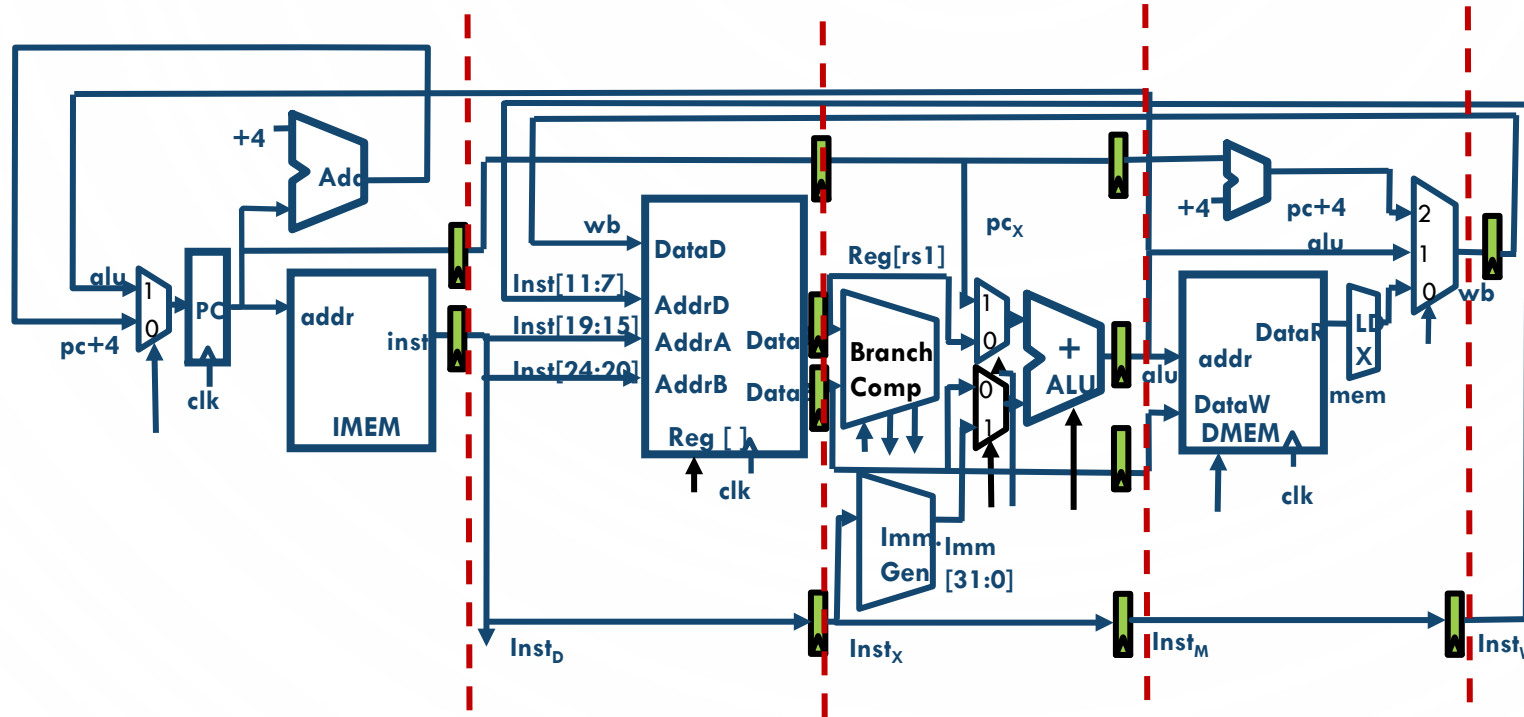 +4
Add
wb
DataD
+4
pc+4
pcX
2
Reg[rs1]
alu
1
alu
1
0
pc+4
PC
clk
addr
inst
IMEM
Inst[11:7]
AddrD
Inst[19:15]
AddrA
Data
Inst[24:20]
AddrB
Data
Reg [ ]
clk
Branch
Comp
1
0
0
1
+
ALU
alu
addr
DataR
DataW
DMEM
clk
LD
X
mem
0
wb
Imm.
Gen
Imm
[31:0]
InstD
InstX
InstM
Inst